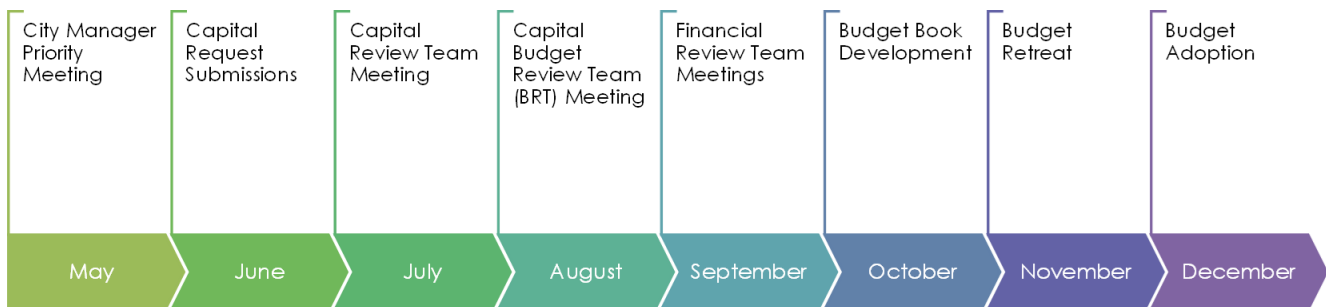 City Manager
Priority
Meeting
Capital
Request
Submissions
Capital
Review Team
Meeting
Capital
Budget
Review Team
(BRT) Meeting
Financial
Review Team
Meetings
Budget Book
Development
Budget
Retreat
Budget
Adoption
May
June
July
August
September
October
November
December